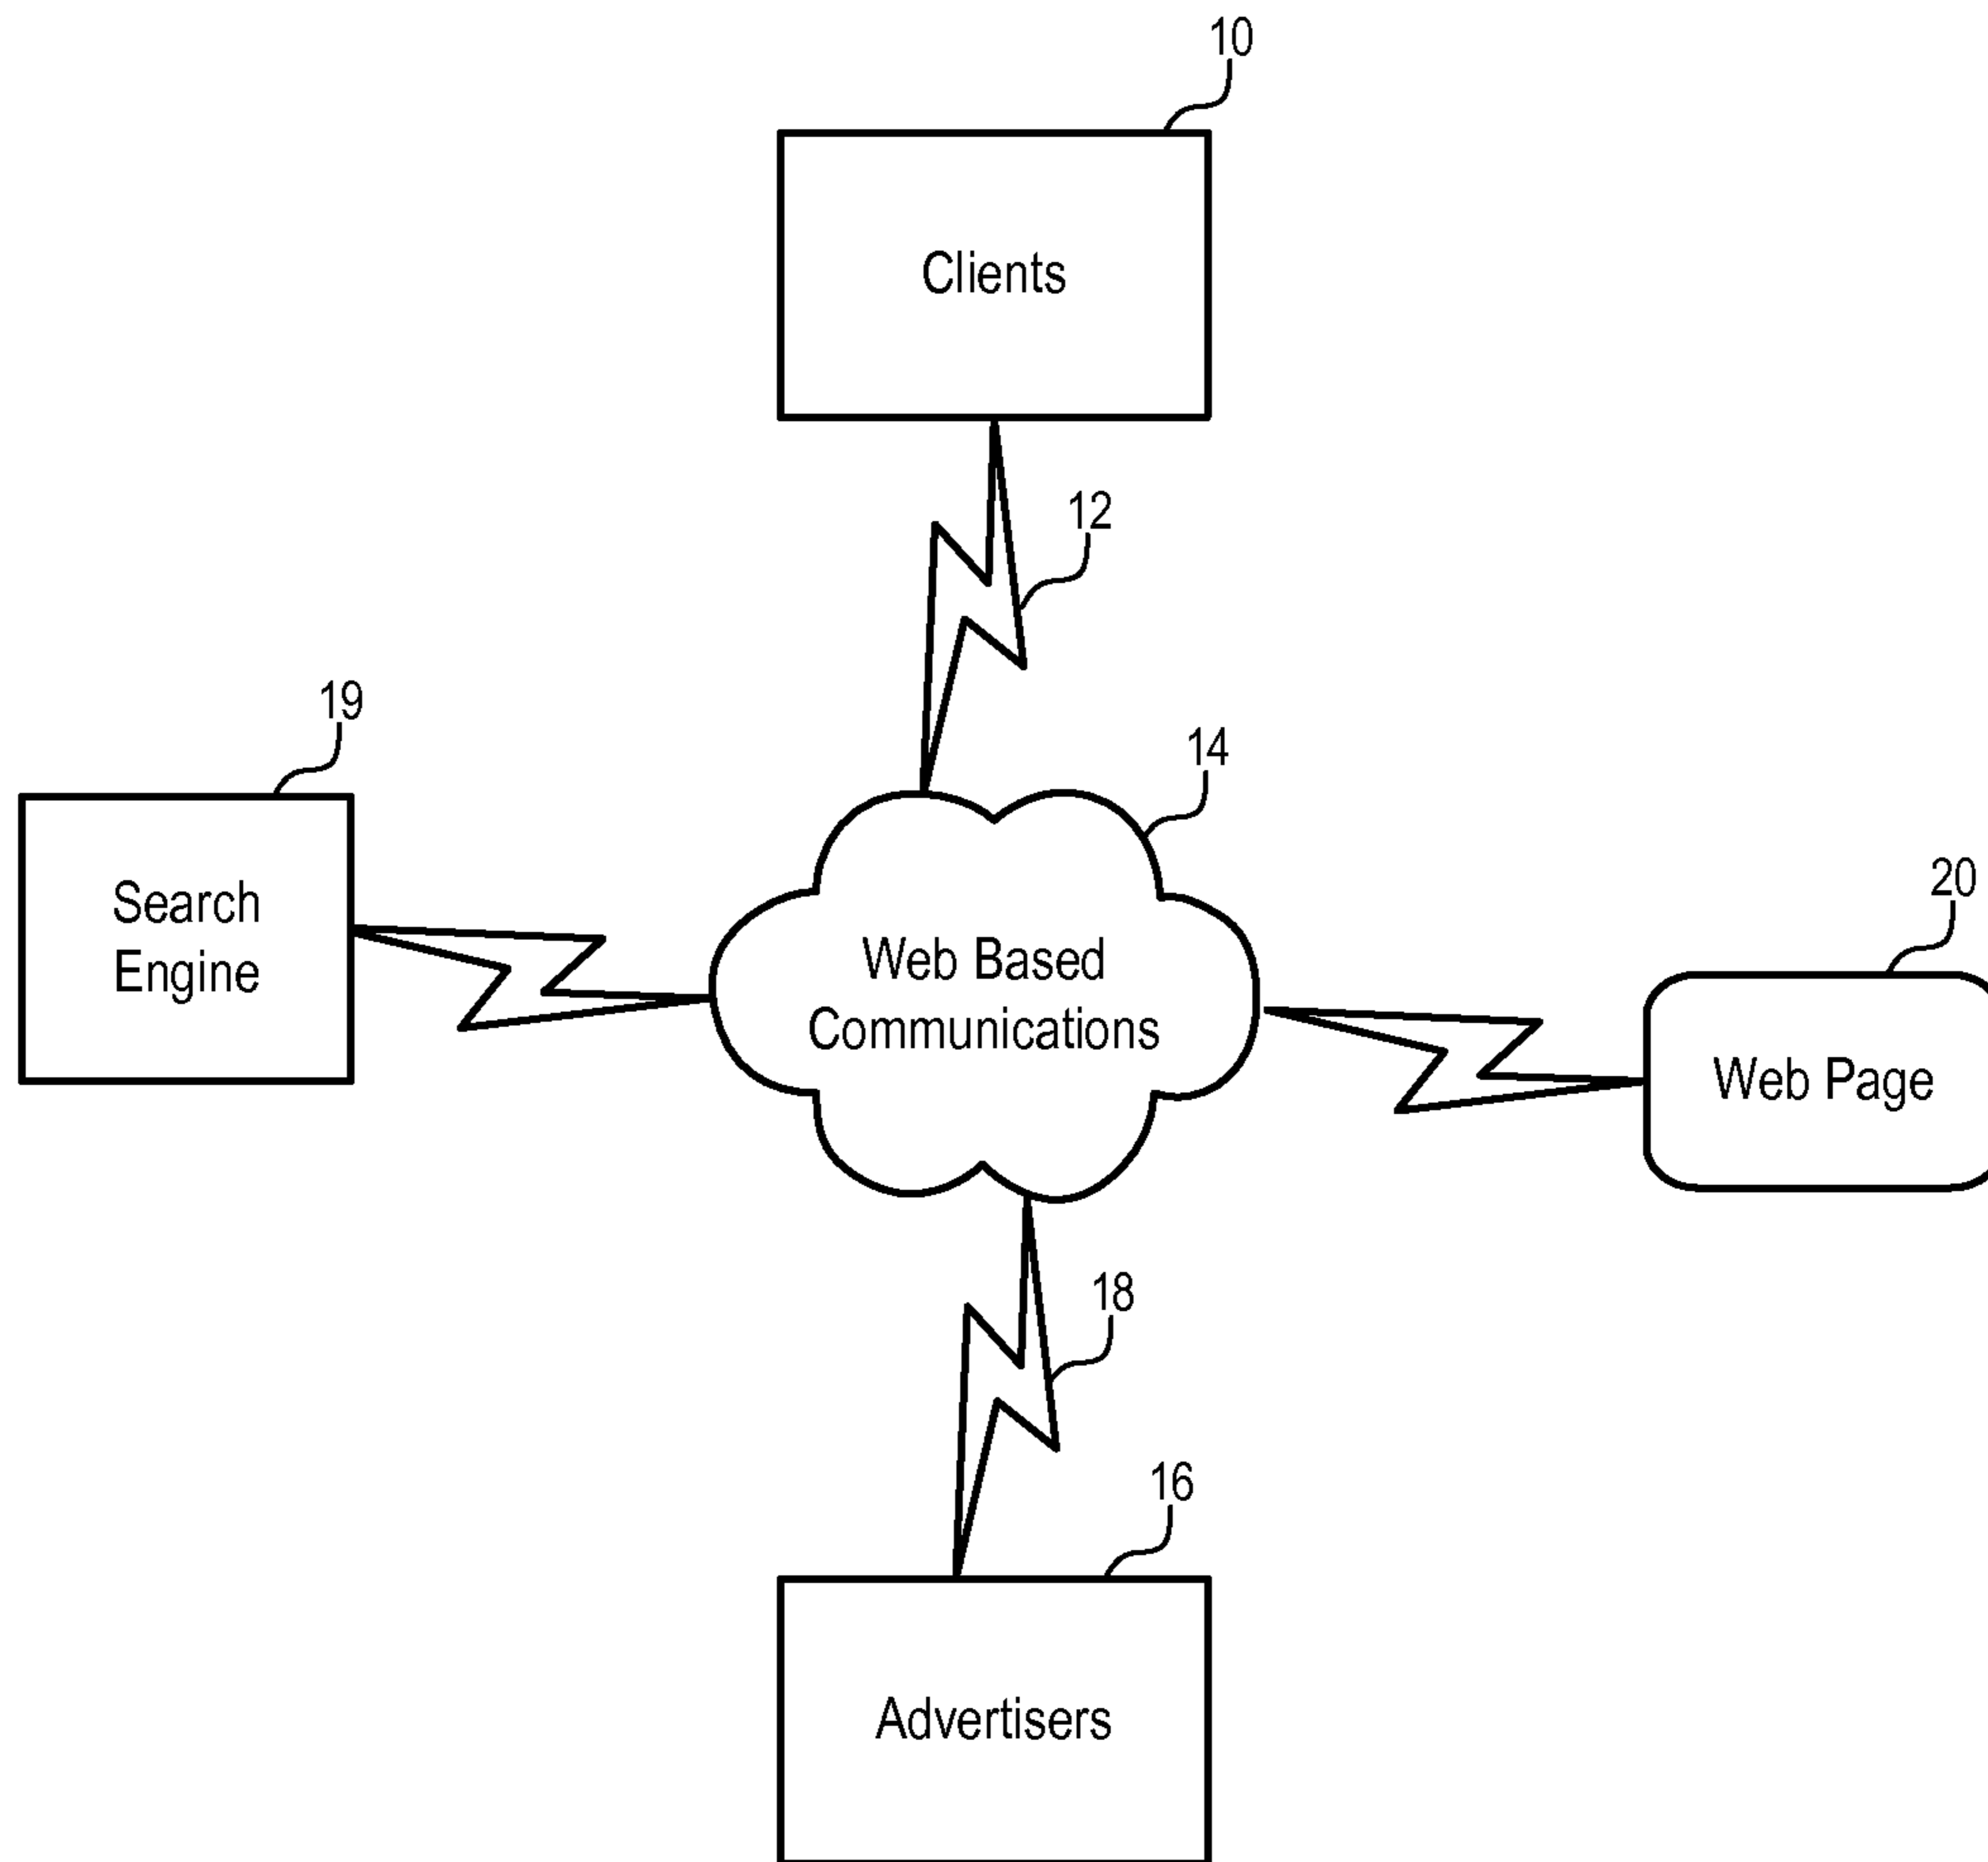 10
Clients
12
19
14
Search
Engine
20
Web Based
Communications
Web Page
18
16
Advertisers